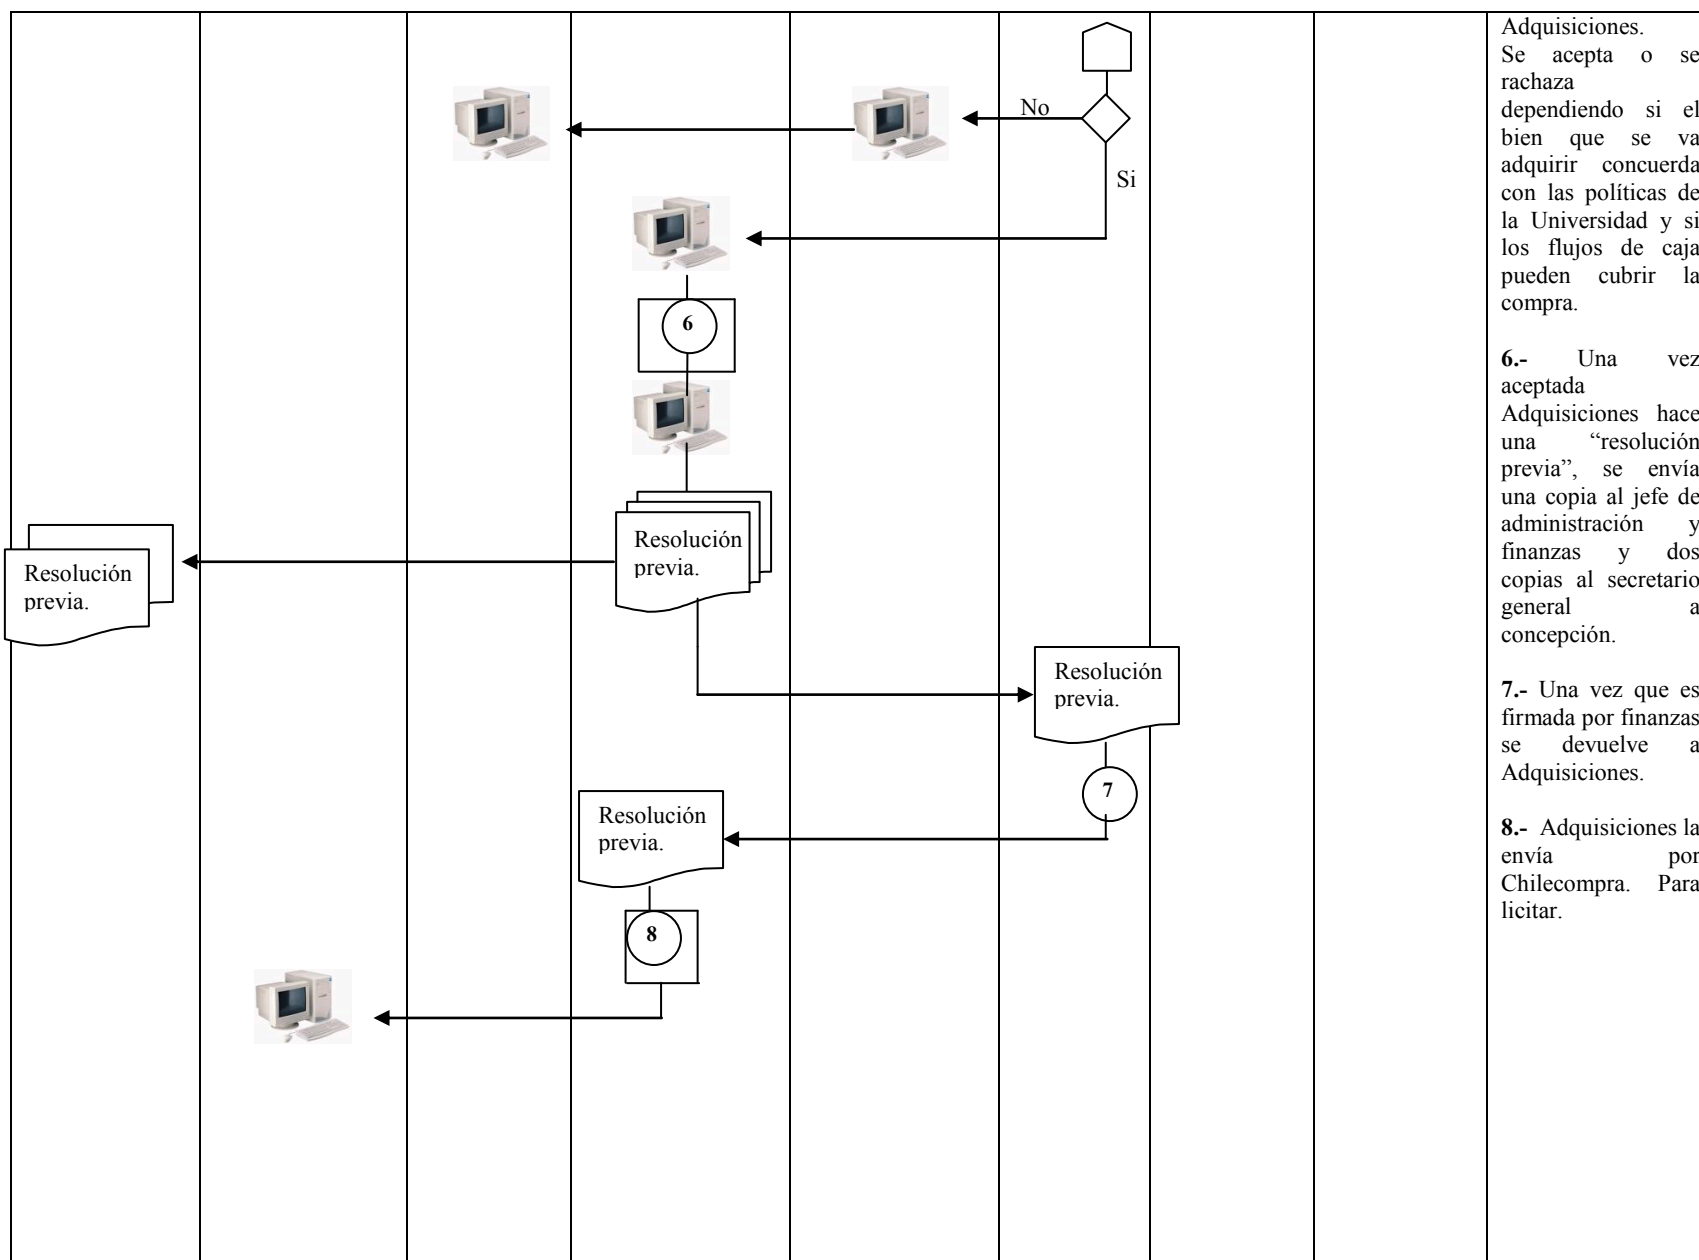 No
Si
6
Resolución
previa.
Resolución
previa.
Resolución
previa.
7
Resolución
previa.
8
Adquisiciones.
Se acepta o se
rachaza
dependiendo si el
bien que se va
adquirir concuerda
con las políticas de
la Universidad y si
los flujos de caja
pueden cubrir la
compra.
6.- Una vez
aceptada
Adquisiciones hace
una “resolución
previa”, se envía
una copia al jefe de
administración y
finanzas y dos
copias al secretario
general a
concepción.
7.- Una vez que es
firmada por finanzas
se devuelve a
Adquisiciones.
8.- Adquisiciones la
envía por
Chilecompra. Para
licitar.